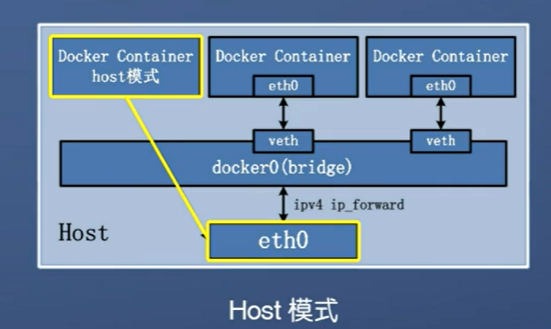 Docker Container
host模式
Docker Container
eth0
Docker Container
eth0
veth
veth
docker0(bridge)
ipv4 ip_forward
Host
eth0
Host 模式